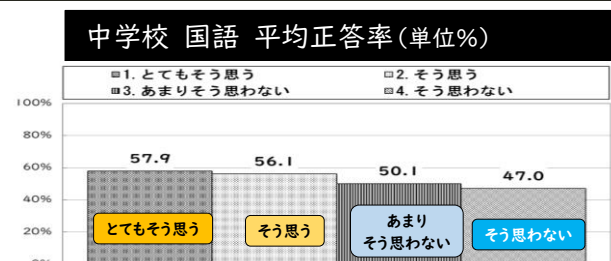 中学校 国語 平均正答率(単位%)
1. とてもそう思う
2. そう思う
3. あまりそう思わない
4. そう思わない
100%
80%
60%
40%
20%
0%
57.9
56.1
50.1
47.0
とてもそう思う
そう思う
あまり
そう思わない
そう思わない